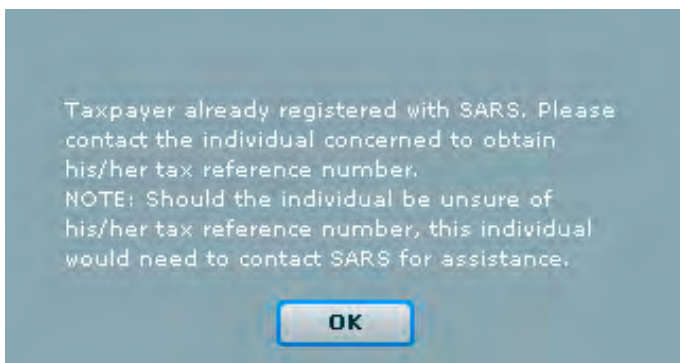 Taxpayer already registered with SARS. Please
contact the individual concerned to obtain
his/her tax reference number.
NOTE: Should the individual be unsure of
his/her tax reference number, this individual
would need to contact SARS for assistance.
OK